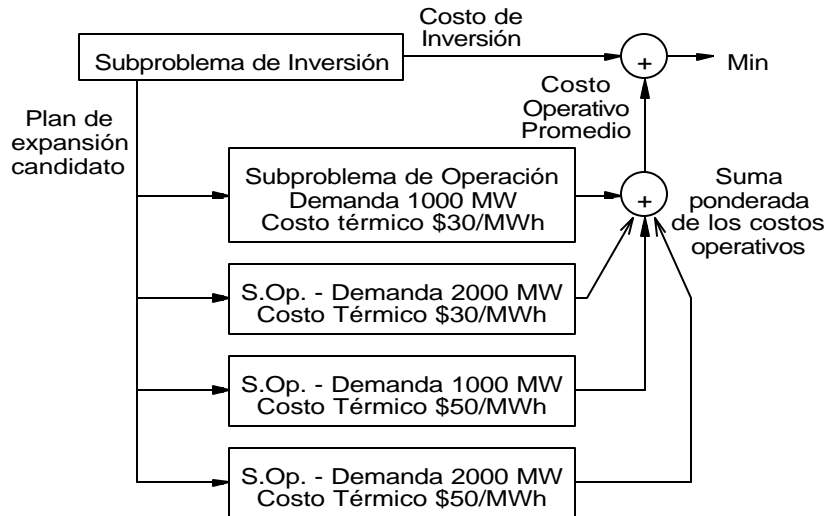 Costo de
Inversión
Subproblema de Inversión
+
Min
Plan de
expansión
candidato
Costo
Operativo
Promedio
Subproblema de Operación
Demanda 1000 MW
Costo térmico $30/MWh
+
Suma
ponderada
de los costos
operativos
S.Op. - Demanda 2000 MW
Costo Térmico $30/MWh
S.Op. - Demanda 1000 MW
Costo Térmico $50/MWh
S.Op. - Demanda 2000 MW
Costo Térmico $50/MWh